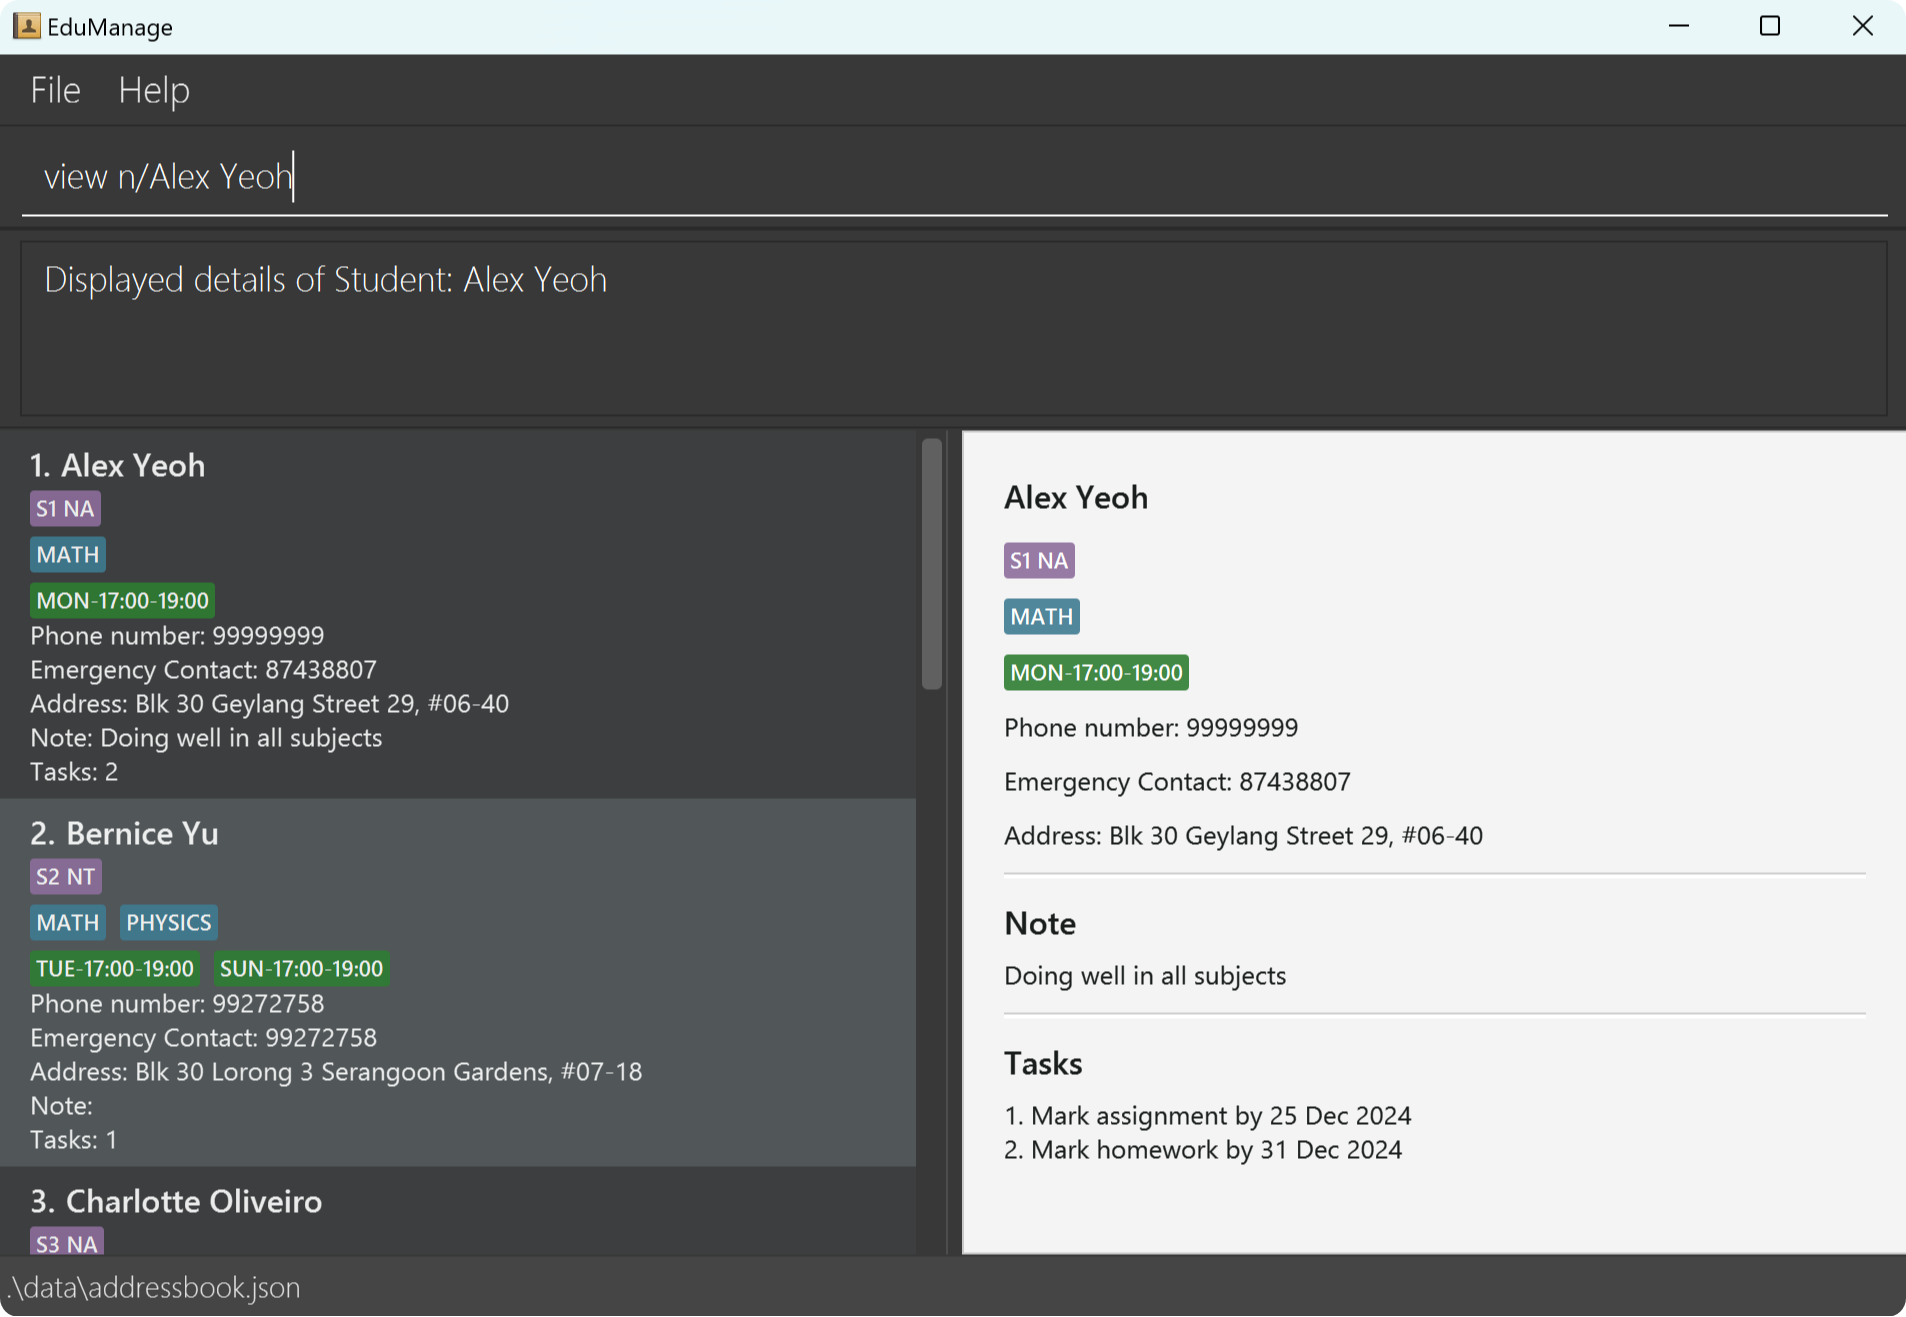 EduManage
File Help
view n/Alex Yeoh
Displayed details of Student: Alex Yeoh
1. Alex Yeoh
S1 NA
MATH
MON-17:00-19:00
Phone number: 99999999
Emergency Contact: 87438807
Address: Blk 30 Geylang Street 29, #06-40
Note: Doing well in all subjects
Tasks: 2
2. Bernice Yu
S2 NT
MATH PHYSICS
TUE-17:00-19:00 SUN-17:00-19:00
Phone number: 99272758
Emergency Contact: 99272758
Address: Blk 30 Lorong 3 Serangoon Gardens, #07-18
Note:
Tasks: 1
3. Charlotte Oliveiro
S3 NA
Alex Yeoh
S1 NA
MATH
MON-17:00-19:00
Phone number: 99999999
Emergency Contact: 87438807
Address: Blk 30 Geylang Street 29, #06-40
Note
Doing well in all subjects
Tasks
1. Mark assignment by 25 Dec 2024
2. Mark homework by 31 Dec 2024
.\data\addressbook.json